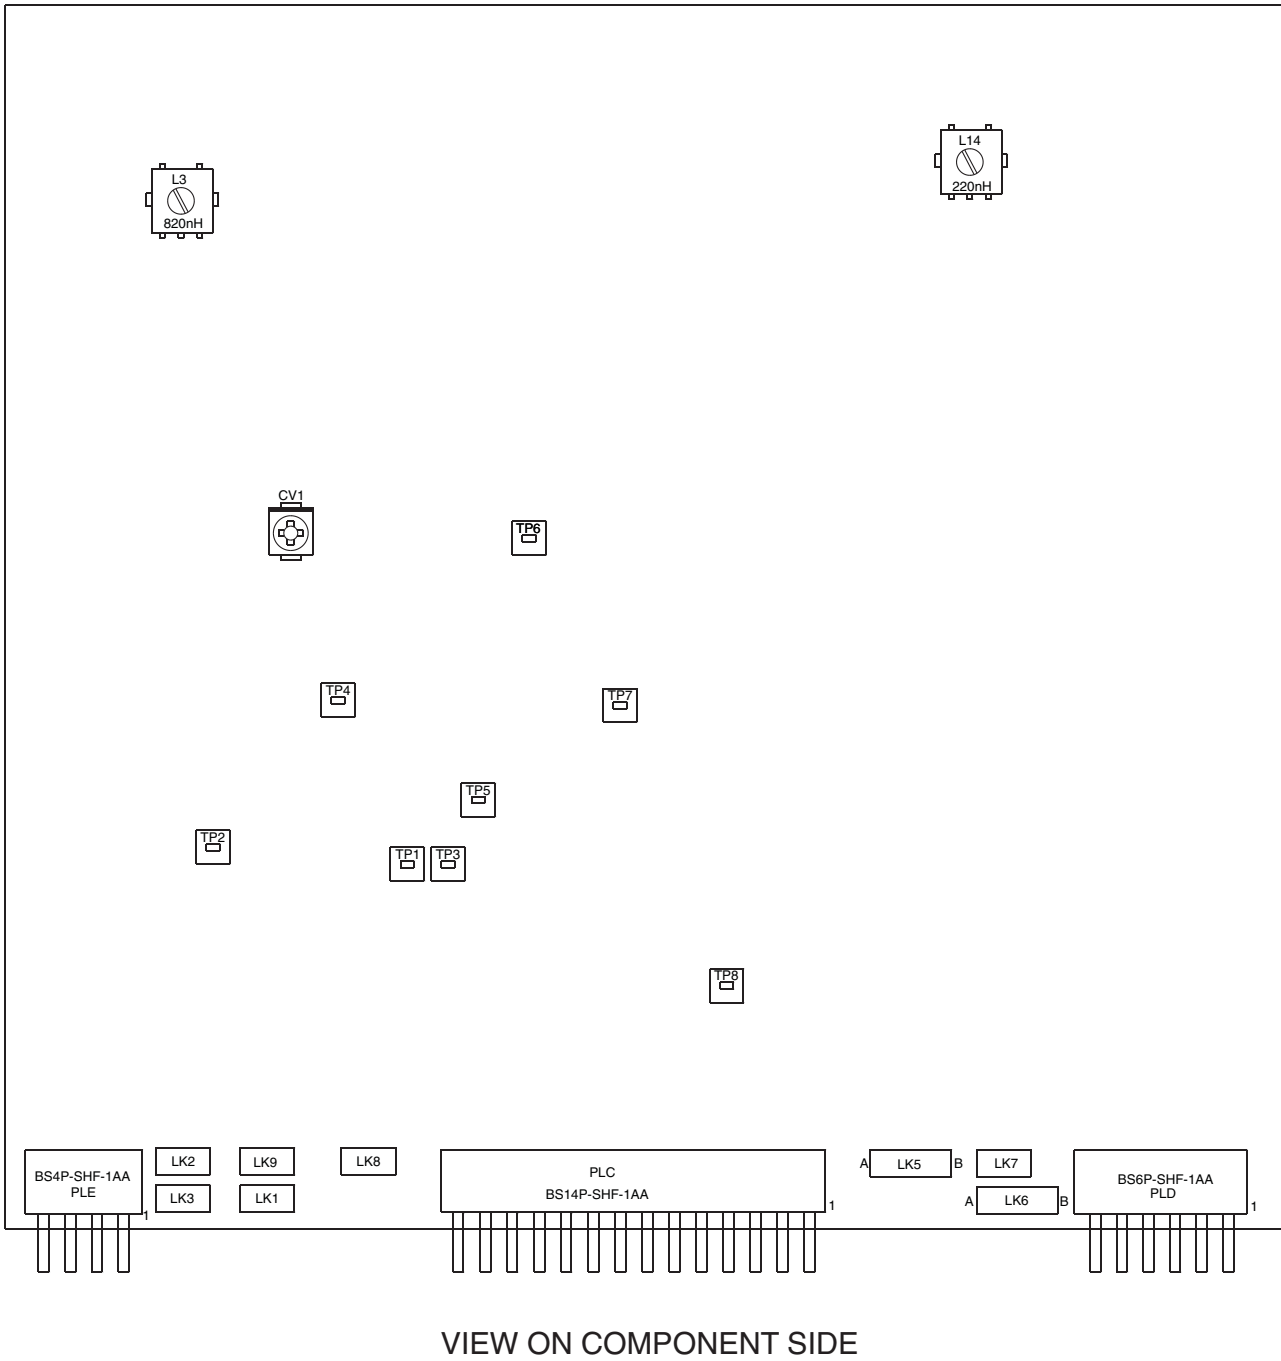 L14
220nH
L3
820nH
CV1
TP6
TP4
TP7
TP5
TP2
TP1
TP3
TP8
BS4P-SHF-1AA
PLE
1
LK2
LK9
LK8
LK3
LK1
PLC
BS14P-SHF-1AA
1
A
LK5
B
LK7
A
LK6
B
BS6P-SHF-1AA
PLD
1
VIEW ON COMPONENT SIDE